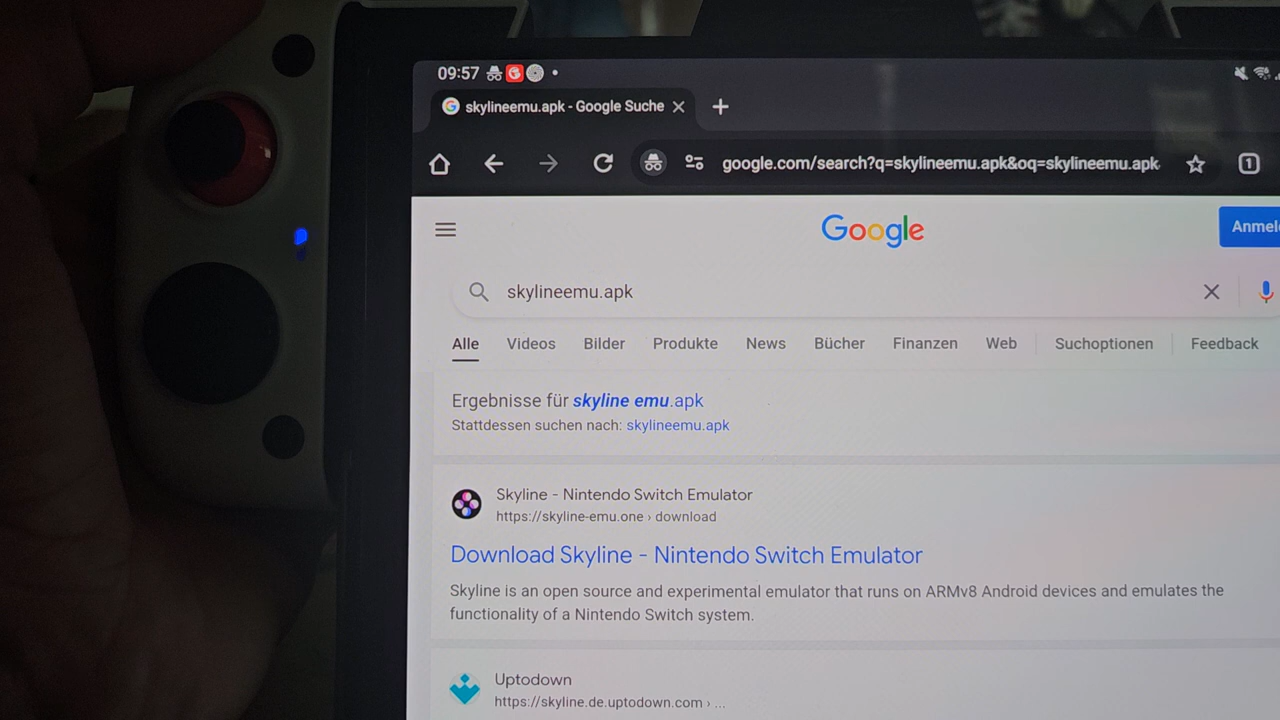 09:57
skylineemu.apk - Google Suche
google.com/search?q=skylineemu.apk&oq=skylineemu.apk
1
Google
Anmel
skylineemu.apk
Alle Videos Bilder Produkte News Bücher Finanzen Web Suchoptionen Feedback
Ergebnisse für skyline emu.apk
Stattdessen suchen nach: skylineemu.apk
Skyline - Nintendo Switch Emulator
https://skyline-emu.one › download
Download Skyline - Nintendo Switch Emulator
Skyline is an open source and experimental emulator that runs on ARMv8 Android devices and emulates the
functionality of a Nintendo Switch system.
Uptodown
https://skyline.de.uptodown.com › ...